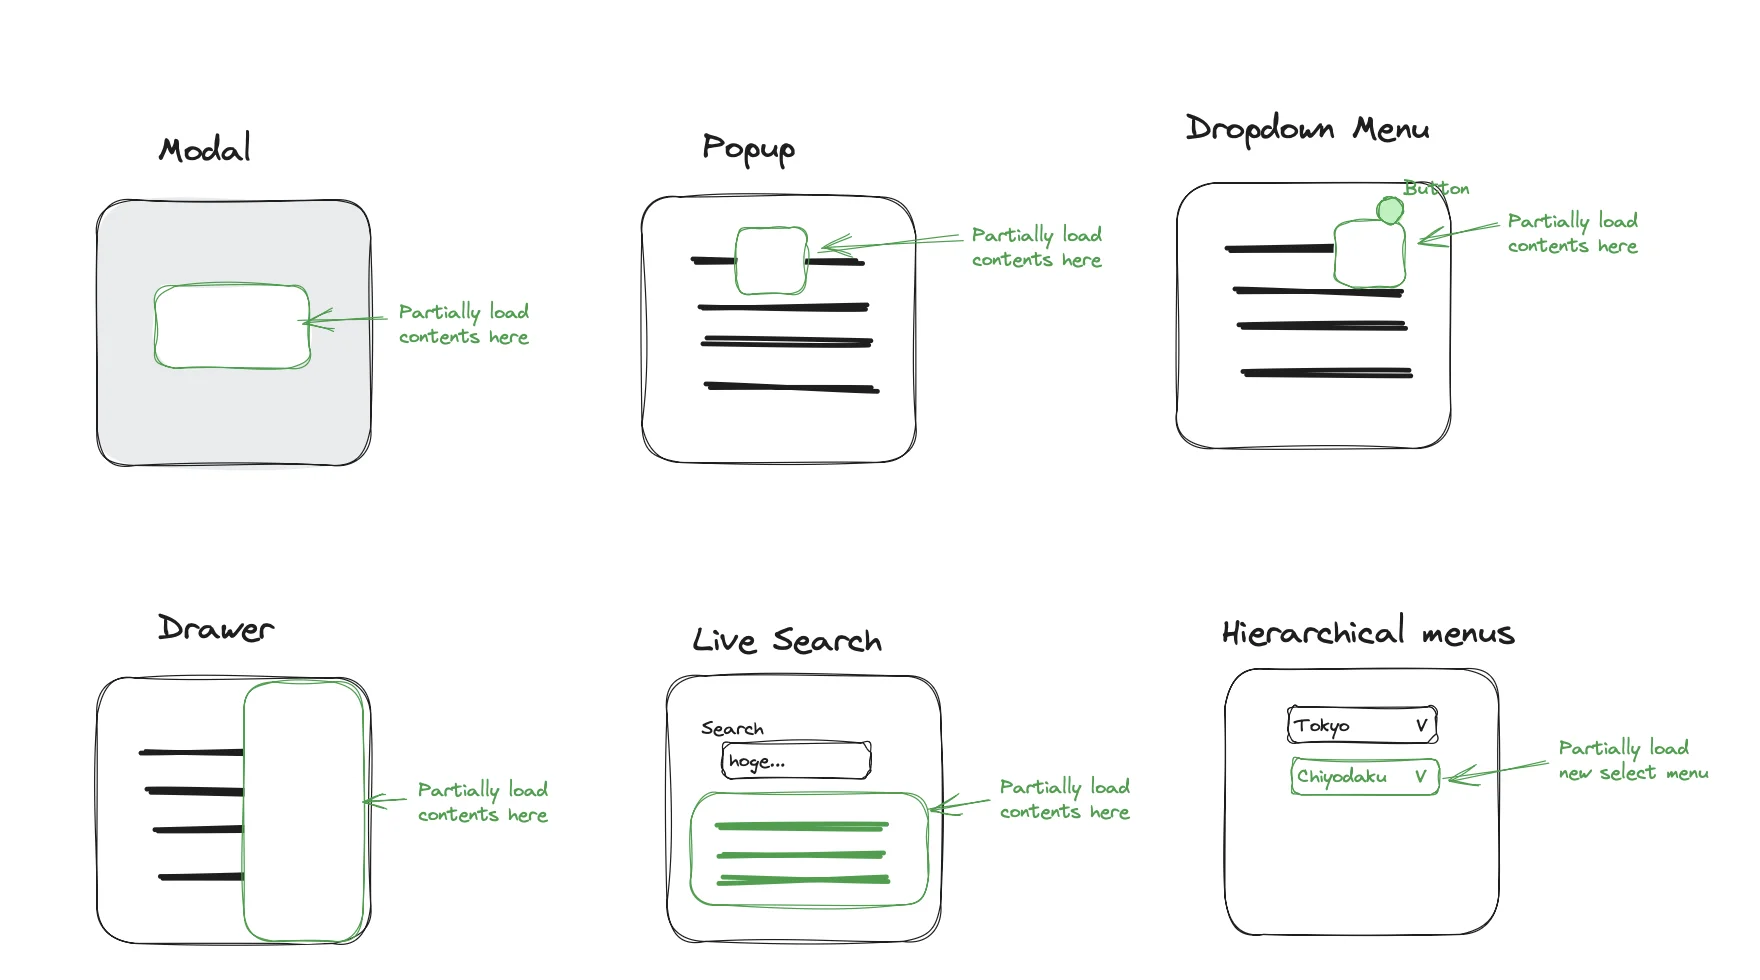 Modal
Partially load
contents here
Popup
Partially load
contents here
Dropdown Menu
Button
Partially load
contents here
Drawer
Partially load
contents here
Live Search
Search
hoge...
Partially load
contents here
Hierarchical menus
Tokyo V
Chiyodaku V
Partially load
new select menu